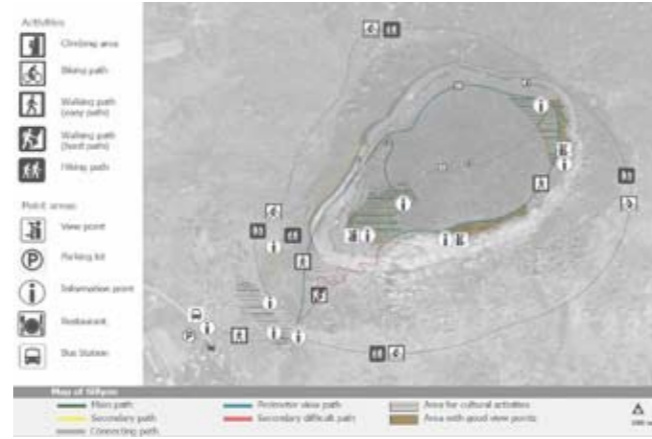 Activities
Climbing area
Biking path
Walking path
(easy path)
Walking path
(hard path)
Hiking path
Point areas
View point
P
Parking lot
i
Information point
Restaurant
Bus Station
Map of Sillyon
Main path
Perimeter view path
Area for cultural activities
Secondary path
Secondary difficult path
Area with good view points
Connecting path